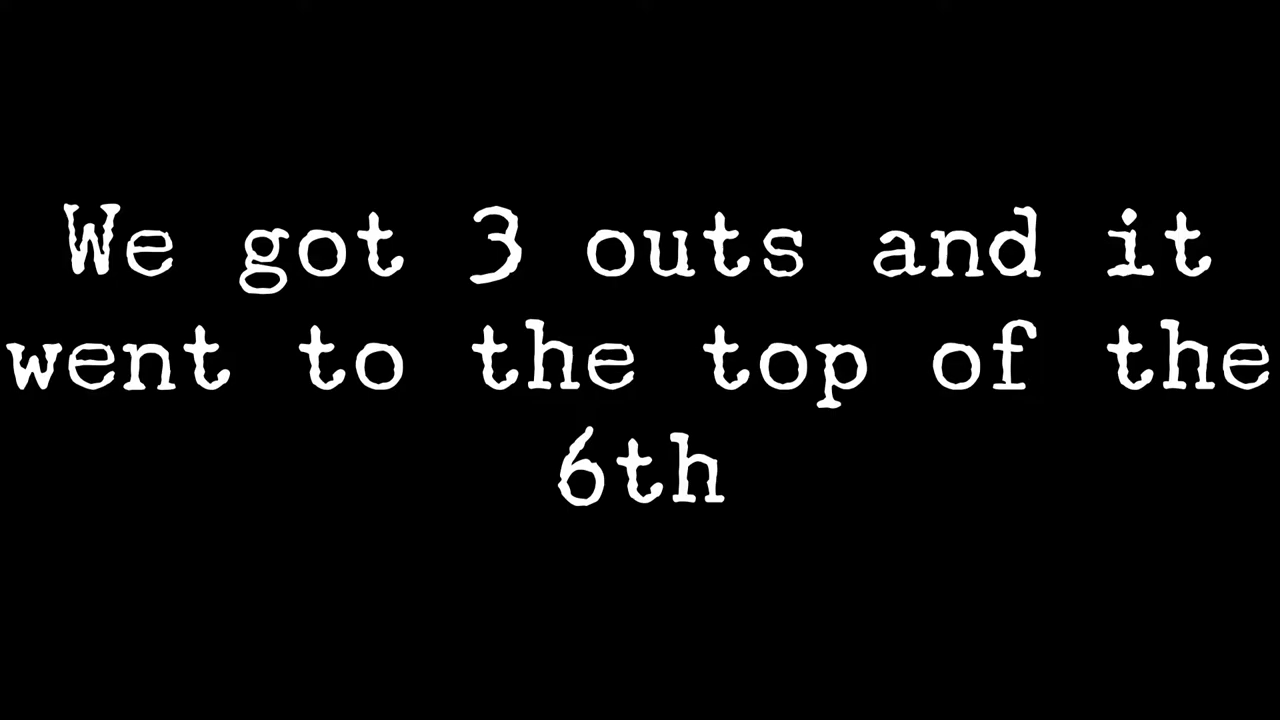 We got 3 outs and it
went to the top of the
6th